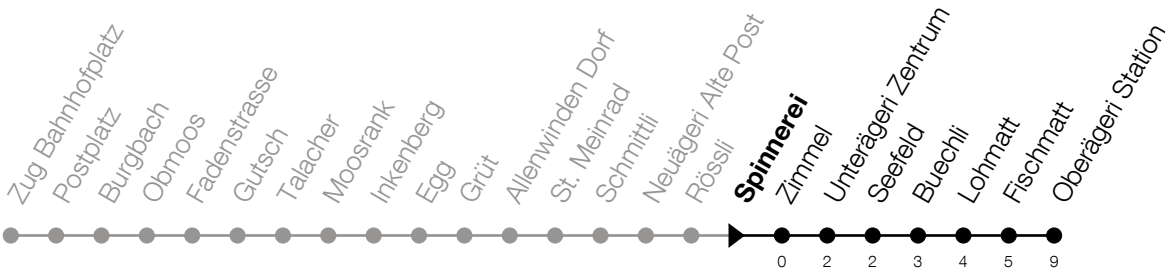 Zug Bahnhofplatz
Postplatz
Burgbach
Obmoos
Fadenstrasse
Gutsch
Talacher
Moosrank
Inkenberg
Egg
Grüt
Allenwinden Dorf
St. Meinrad
Schmittli
Neuägeri Alte Post
Rössli
Spinnerei
Zimmel
Unterägeri Zentrum
Seefeld
Buechli
Lohmatt
Fischmatt
Oberägeri Station
0 2 2 3 4 5 9